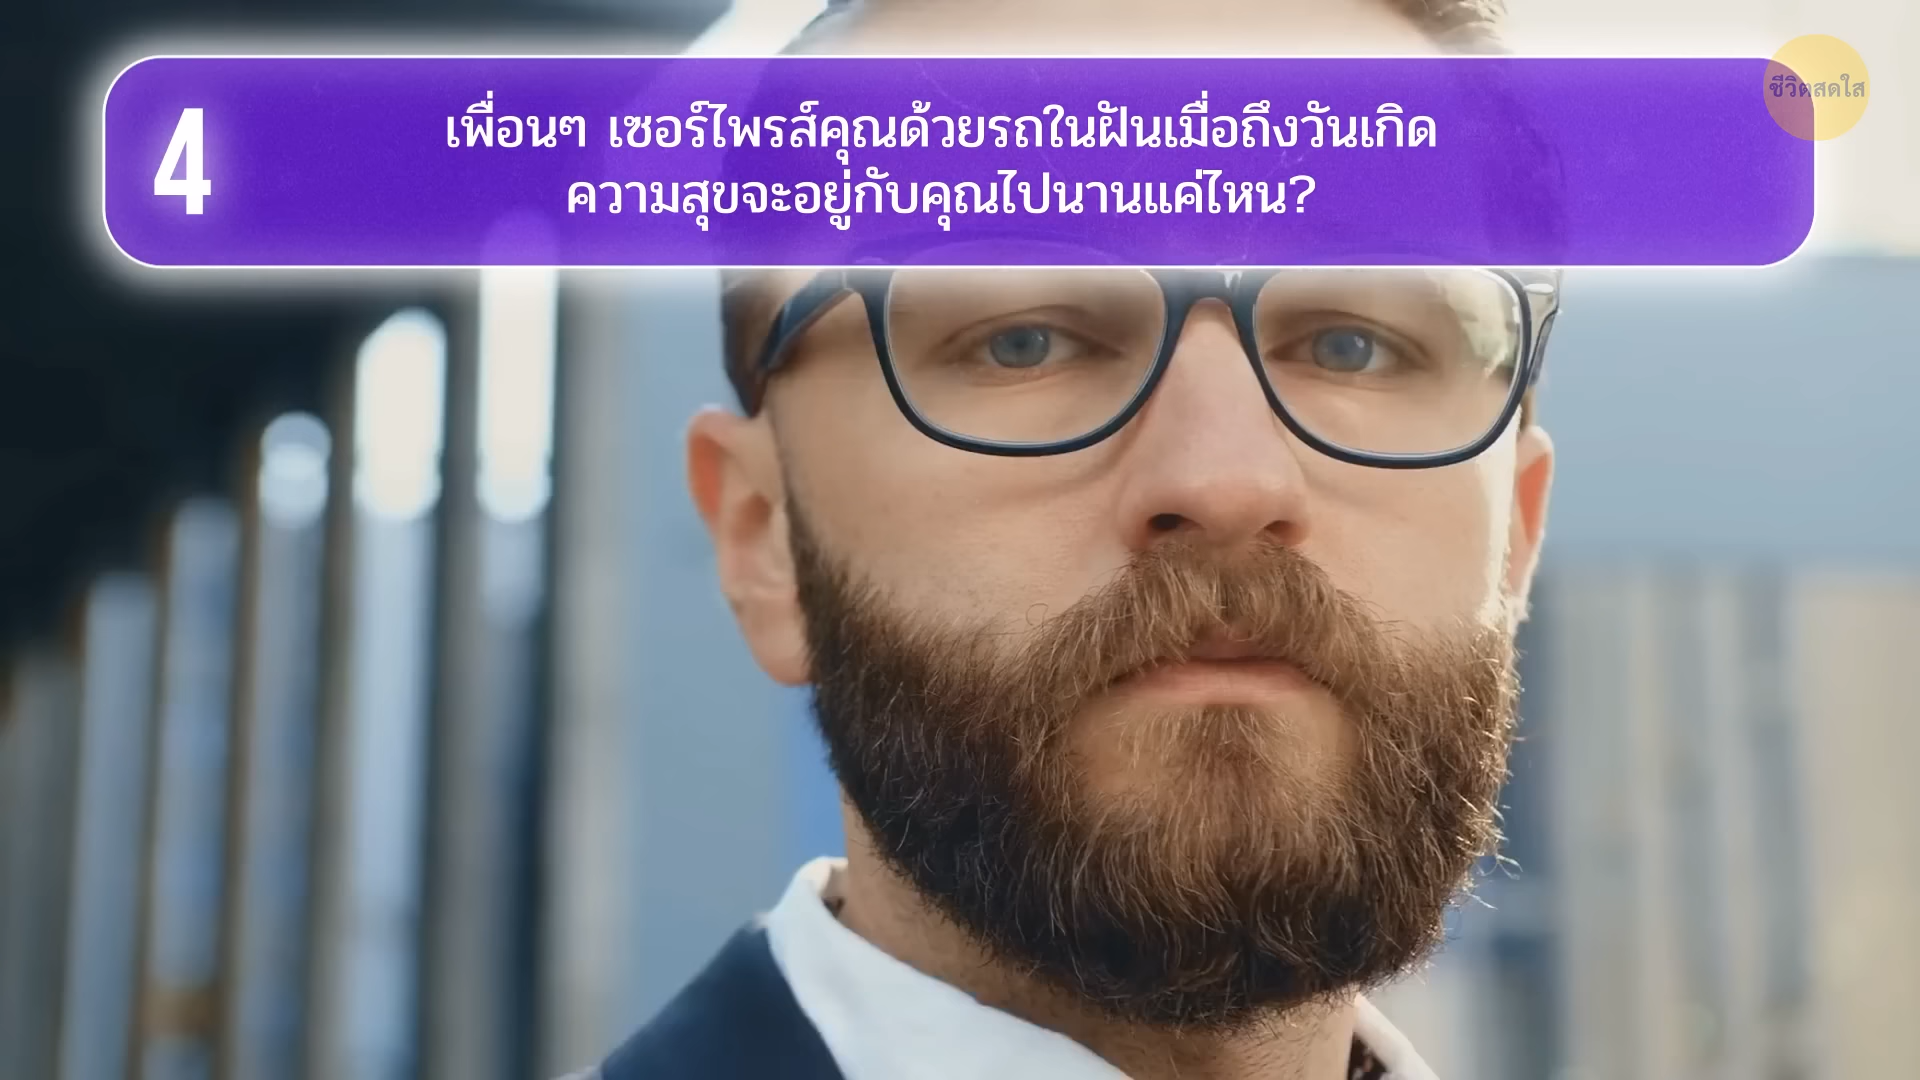 4
เพื่อนๆ เซอร์ไพรส์คุณด้วยรถในฝันเมื่อถึงวันเกิด
ความสุขจะอยู่กับคุณไปนานแค่ไหน?
ชีวิตสดใส